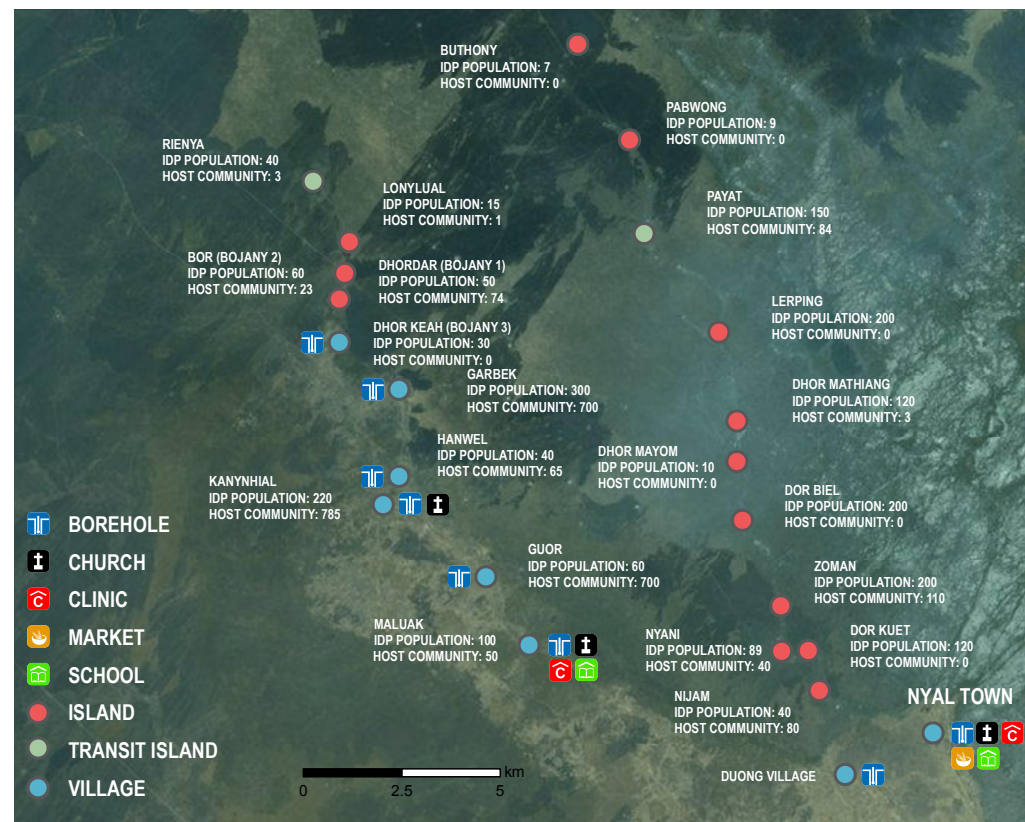 BUTHONY
IDP POPULATION: 7
HOST COMMUNITY: 0
PABWONG
IDP POPULATION: 9
HOST COMMUNITY: 0
RIENYA
IDP POPULATION: 40
HOST COMMUNITY: 3
LONYLUAL
IDP POPULATION: 15
HOST COMMUNITY: 1
PAYAT
IDP POPULATION: 150
HOST COMMUNITY: 84
BOR (BOJANY 2)
IDP POPULATION: 60
HOST COMMUNITY: 23
DHORDAR (BOJANY 1)
IDP POPULATION: 50
HOST COMMUNITY: 74
LERPING
IDP POPULATION: 200
HOST COMMUNITY: 0
DHOR KEAH (BOJANY 3)
IDP POPULATION: 30
HOST COMMUNITY: 0
GARBEK
IDP POPULATION: 300
HOST COMMUNITY: 700
DHOR MATHIANG
IDP POPULATION: 120
HOST COMMUNITY: 3
HANWEL
IDP POPULATION: 40
HOST COMMUNITY: 65
DHOR MAYOM
IDP POPULATION: 10
HOST COMMUNITY: 0
KANYNHIAL
IDP POPULATION: 220
HOST COMMUNITY: 785
DOR BIEL
IDP POPULATION: 200
HOST COMMUNITY: 0
GUOR
IDP POPULATION: 60
HOST COMMUNITY: 700
ZOMAN
IDP POPULATION: 200
HOST COMMUNITY: 110
MALUAK
IDP POPULATION: 100
HOST COMMUNITY: 50
NYANI
IDP POPULATION: 89
HOST COMMUNITY: 40
DOR KUET
IDP POPULATION: 120
HOST COMMUNITY: 0
NIJAM
IDP POPULATION: 40
HOST COMMUNITY: 80
NYAL TOWN
DUONG VILLAGE
BOREHOLE
CHURCH
C CLINIC
MARKET
SCHOOL
ISLAND
TRANSIT ISLAND
VILLAGE
C
C
km
0 2.5 5